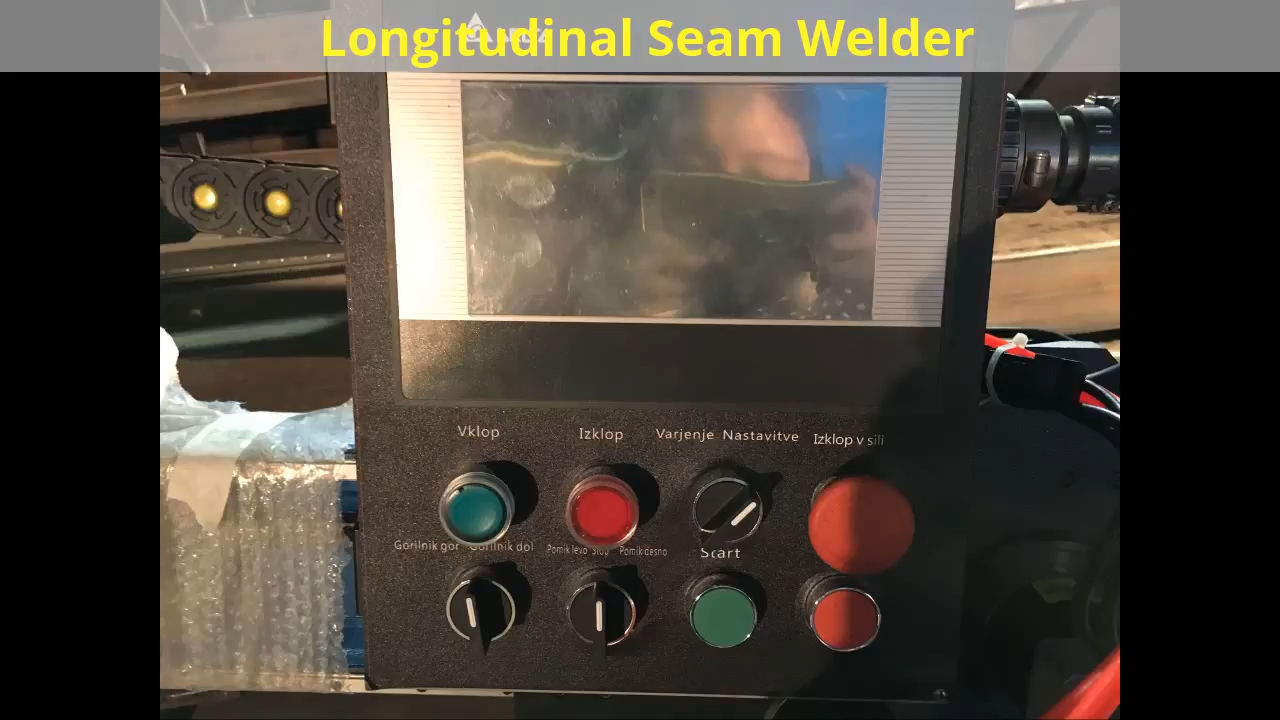 Longitudinal Seam Welder
DELTA
Vklop Izklop Varjenje Nastavitve Izklop v sili
Gorilnik gor Gorilnik dol Pomik levo Stop Pomik desno Start